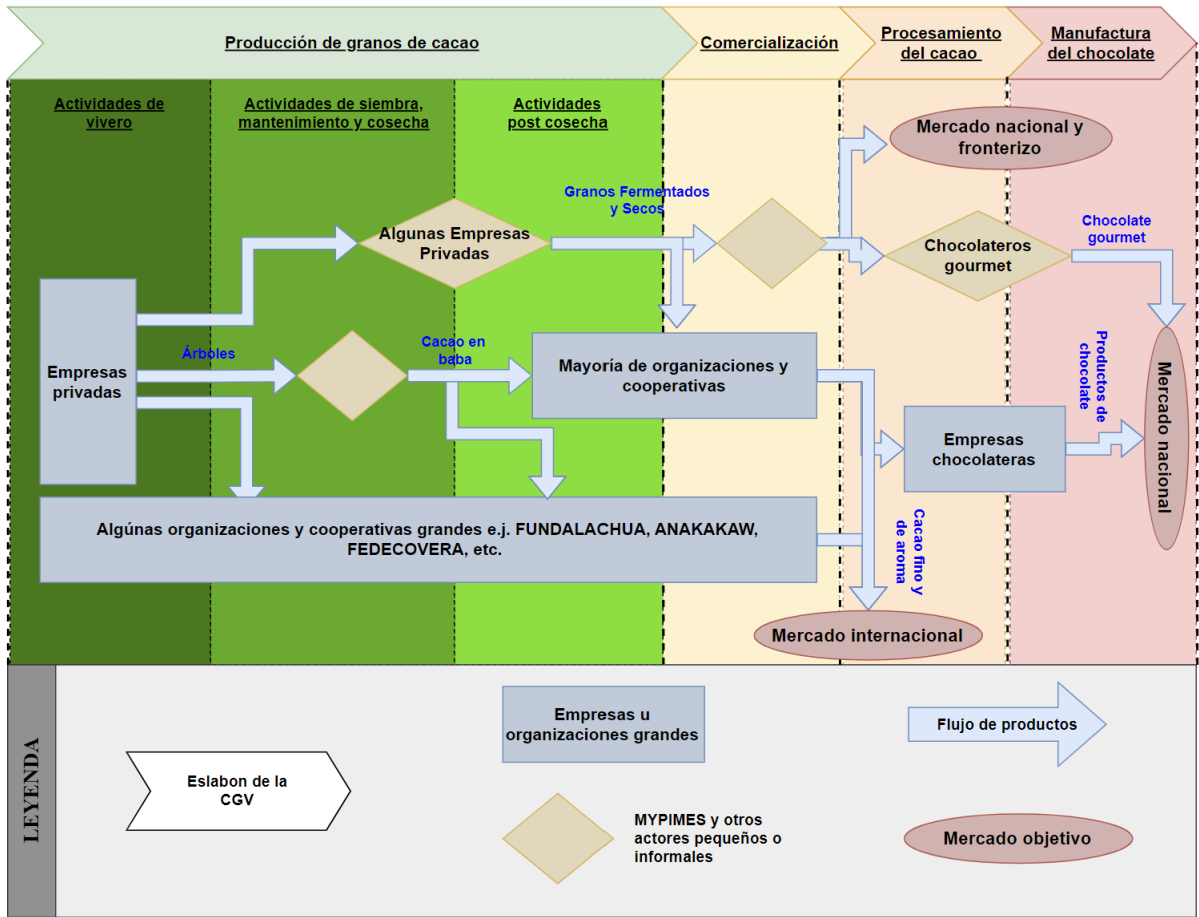 Producción de granos de cacao
Comercialización
Procesamiento
del cacao
Manufactura
del chocolate
Actividades de
vivero
Actividades de siembra,
mantenimiento y cosecha
Actividades
post cosecha
Mercado nacional y
fronterizo
Granos Fermentados
y Secos
Algunas Empresas
Privadas
Chocolateros
gourmet
Chocolate
gourmet
Empresas
privadas
Árboles
Cacao en
baba
Mayoría de organizaciones y
cooperativas
Productos de
chocolate
Mercado nacional
Empresas
chocolateras
Algúnas organizaciones y cooperativas grandes e.j. FUNDALACHUA, ANAKAKAW,
FEDECOVERA, etc.
Cacao fino y
de aroma
Mercado internacional
LEYENDA
Eslabon de la
CGV
Empresas u
organizaciones grandes
Flujo de productos
MYPIMES y otros
actores pequeños o
informales
Mercado objetivo